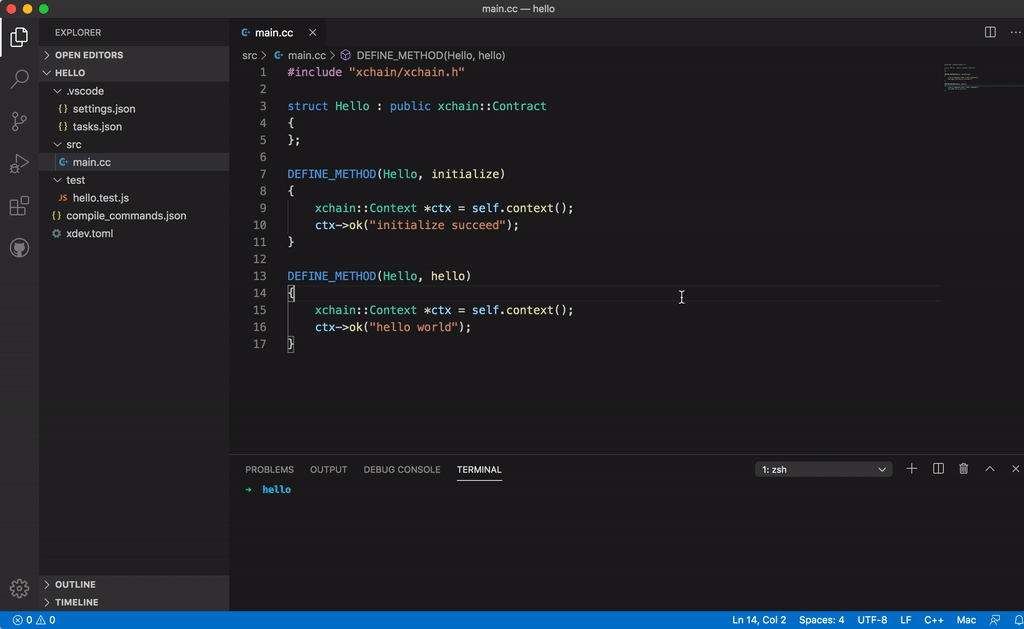 main.cc — hello
EXPLORER
OPEN EDITORS
HELLO
.vscode
{} settings.json
{} tasks.json
src
main.cc
test
JS hello.test.js
{} compile_commands.json
xdev.toml
OUTLINE
TIMELINE
main.cc
src > main.cc > DEFINE_METHOD(Hello, hello)
1 #include "xchain/xchain.h"
2
3 struct Hello : public xchain::Contract
4 {
5 };
6
7 DEFINE_METHOD(Hello, initialize)
8 {
9 xchain::Context *ctx = self.context();
10 ctx->ok("initialize succeed");
11 }
12
13 DEFINE_METHOD(Hello, hello)
14 {
15 xchain::Context *ctx = self.context();
16 ctx->ok("hello world");
17 }
PROBLEMS OUTPUT DEBUG CONSOLE TERMINAL 1: zsh
→ hello
0 0 Ln 14, Col 2 Spaces: 4 UTF-8 LF C++ Mac